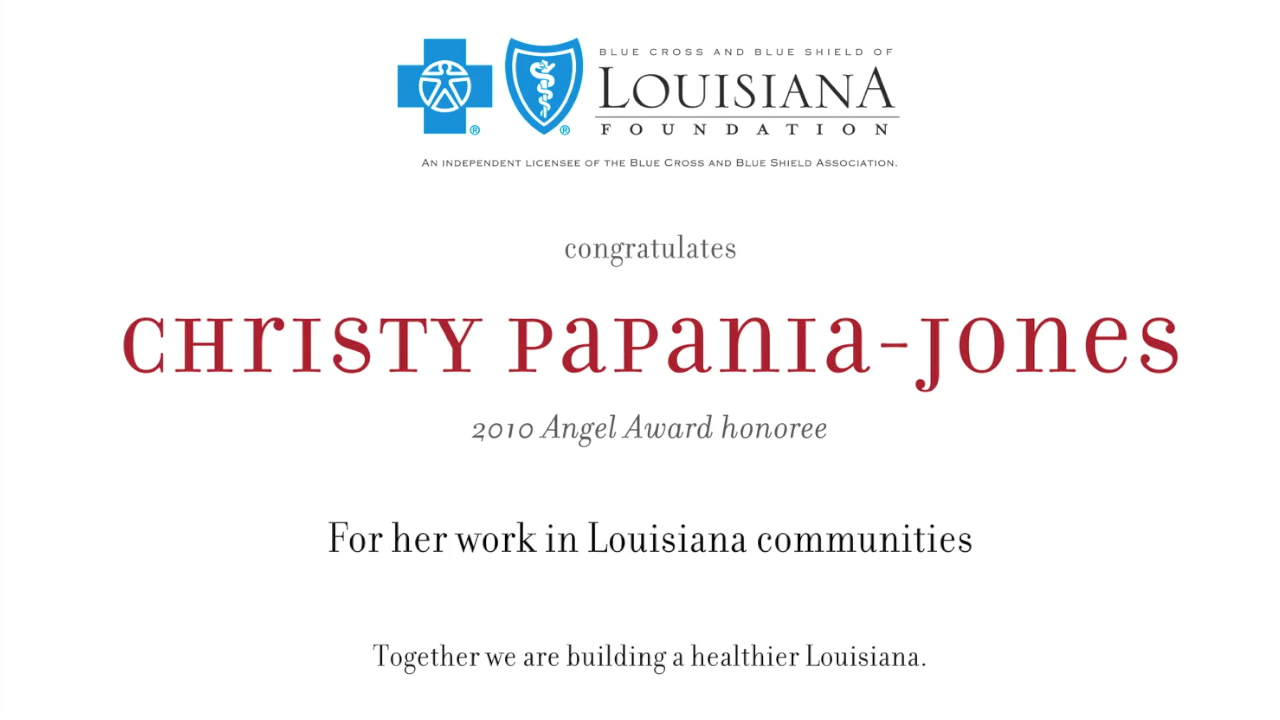 BLUE CROSS AND BLUE SHIELD OF
LOUISIANA
FOUNDATION
AN INDEPENDENT LICENSEE OF THE BLUE CROSS AND BLUE SHIELD ASSOCIATION.
congratulates
CHrISTY PaPanIa-Jones
2010 Angel Award honoree
For her work in Louisiana communities
Together we are building a healthier Louisiana.